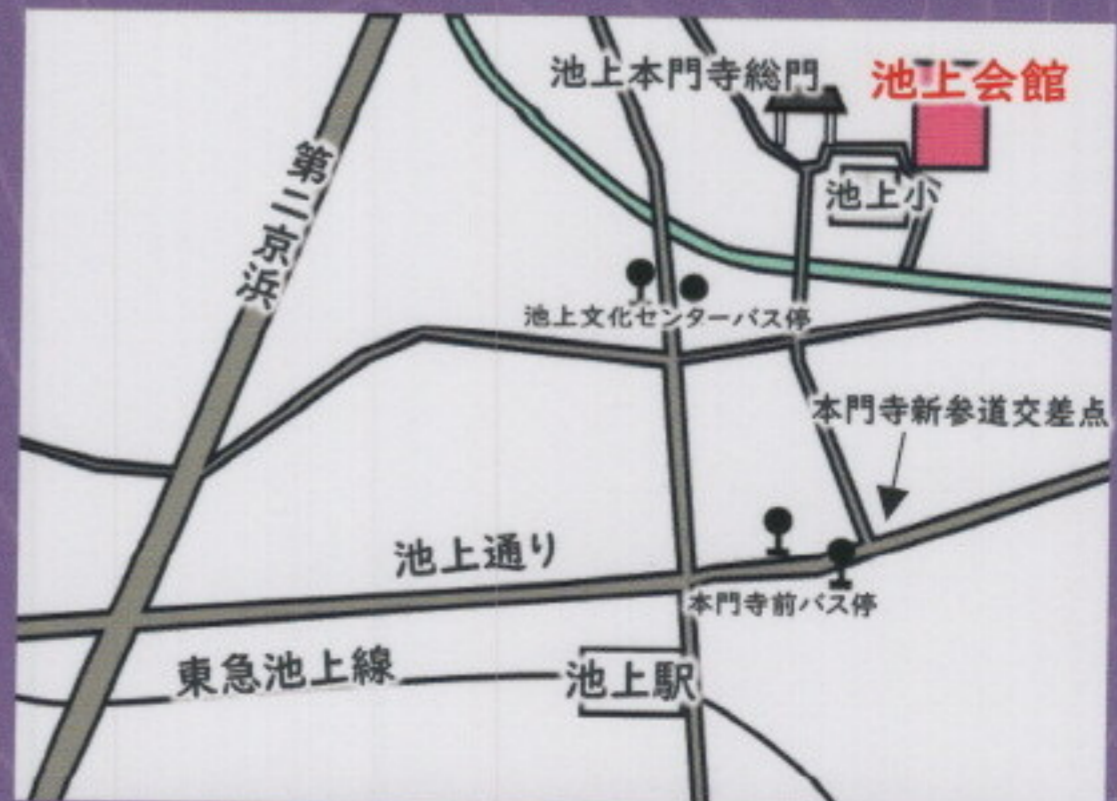 池上本門寺総門
池上会館
第二京浜
池上小
池上文化センターバス停
本門寺新参道交差点
池上通り
本門寺前バス停
東急池上線
池上駅